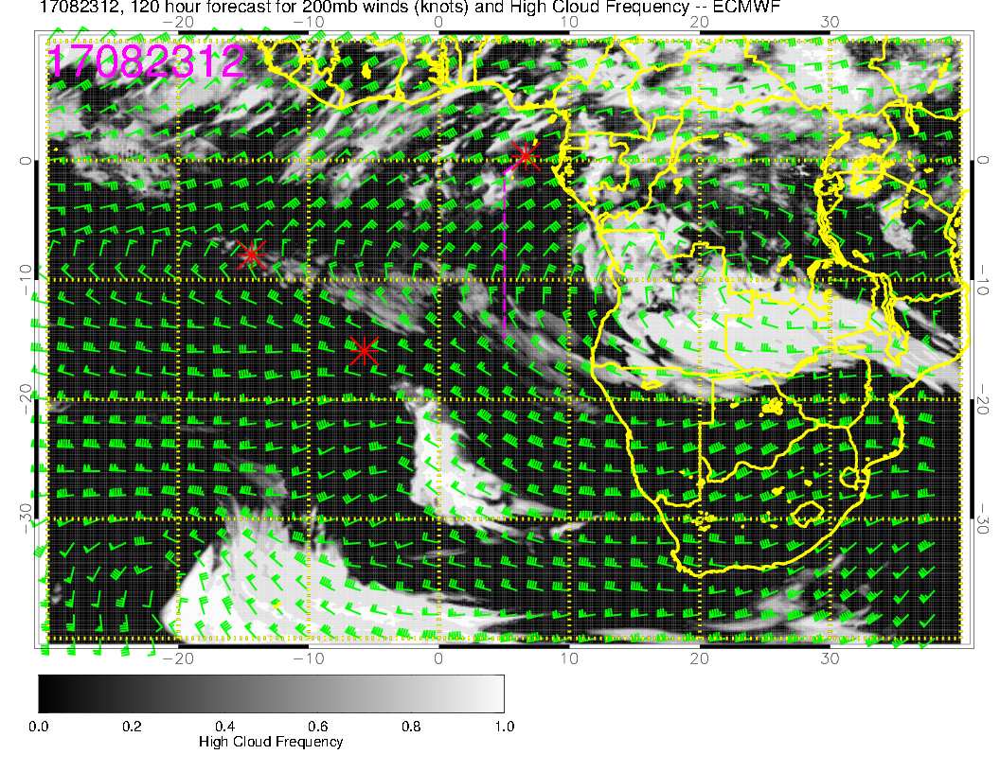 17082312, 120 hour forecast for 200mb winds (knots) and High Cloud Frequency -- ECMWF
−20 −10 0 10 20 30
17082312
0 0
−10 −10
−20 −20
−30 −30
−20 −10 0 10 20 30
0.0 0.2 0.4 0.6 0.8 1.0
High Cloud Frequency